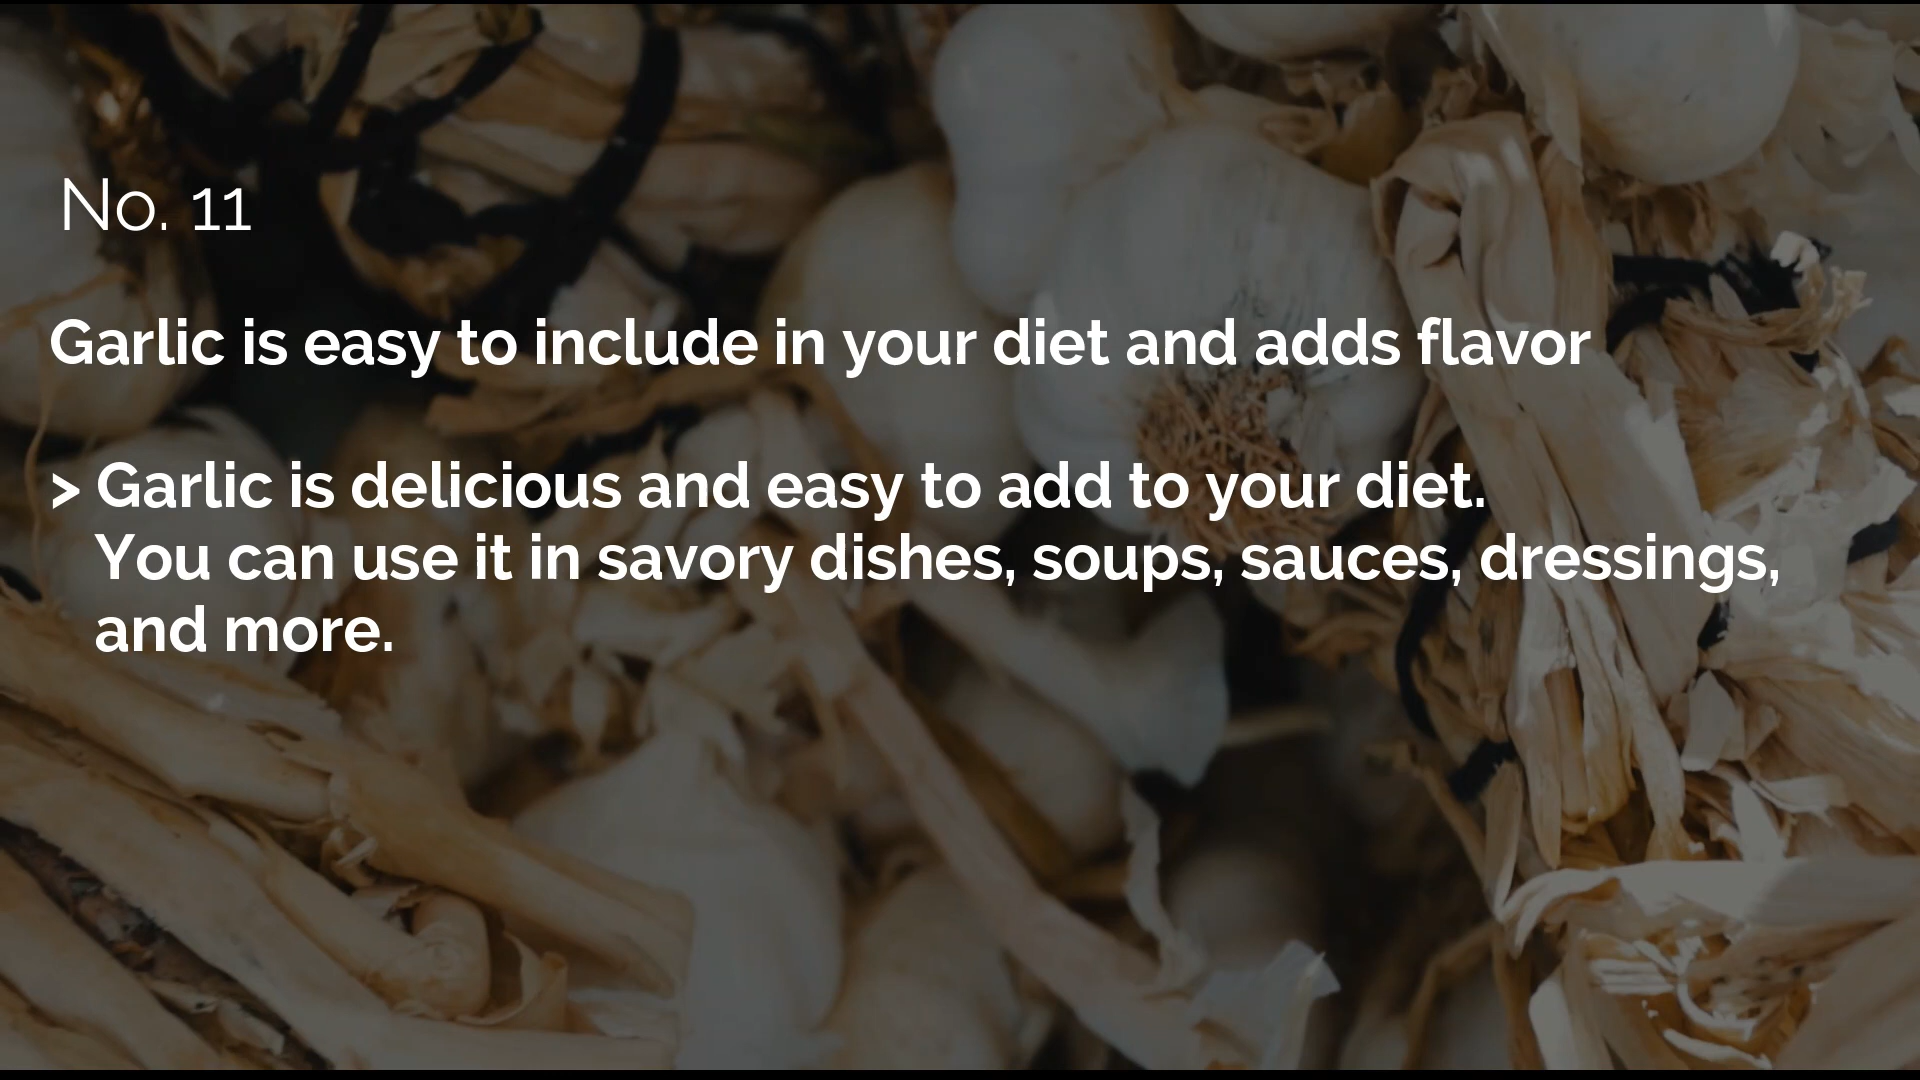 No. 11
Garlic is easy to include in your diet and adds flavor
> Garlic is delicious and easy to add to your diet.
You can use it in savory dishes, soups, sauces, dressings,
and more.